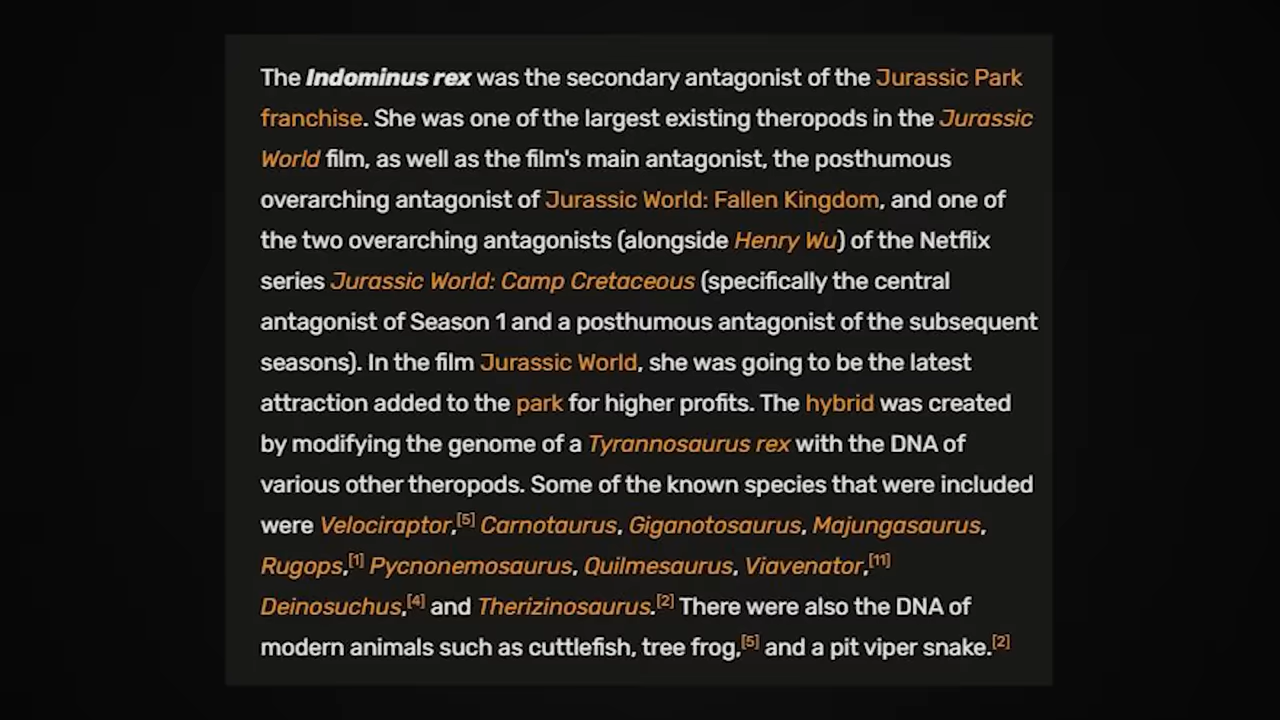 The Indominus rex was the secondary antagonist of the Jurassic Park
franchise. She was one of the largest existing theropods in the Jurassic
World film, as well as the film's main antagonist, the posthumous
overarching antagonist of Jurassic World: Fallen Kingdom, and one of
the two overarching antagonists (alongside Henry Wu) of the Netflix
series Jurassic World: Camp Cretaceous (specifically the central
antagonist of Season 1 and a posthumous antagonist of the subsequent
seasons). In the film Jurassic World, she was going to be the latest
attraction added to the park for higher profits. The hybrid was created
by modifying the genome of a Tyrannosaurus rex with the DNA of
various other theropods. Some of the known species that were included
were Velociraptor,[5] Carnotaurus, Giganotosaurus, Majungasaurus,
Rugops,[1] Pycnonemosaurus, Quilmesaurus, Viavenator,[11]
Deinosuchus,[4] and Therizinosaurus.[2] There were also the DNA of
modern animals such as cuttlefish, tree frog,[5] and a pit viper snake.[2]